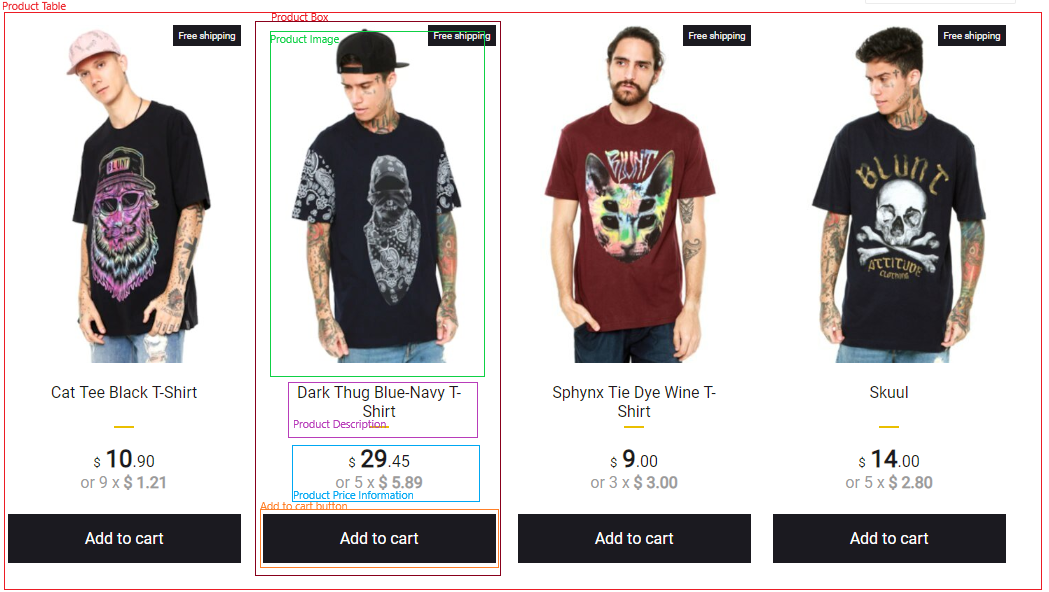 Product Table
Product Box
Product Image
Free shipping
Free shipping
Free shipping
Free shipping
BLUNT
BLUNT
BLUNT
ATTITUDE
CLOTHING
Cat Tee Black T-Shirt
Dark Thug Blue-Navy T-
Shirt
Product Description
Sphynx Tie Dye Wine T-
Shirt
Skuul
$ 10.90
or 9 x $ 1.21
$ 29.45
or 5 x $ 5.89
Product Price Information
$ 9.00
or 3 x $ 3.00
$ 14.00
or 5 x $ 2.80
Add to cart button
Add to cart
Add to cart
Add to cart
Add to cart